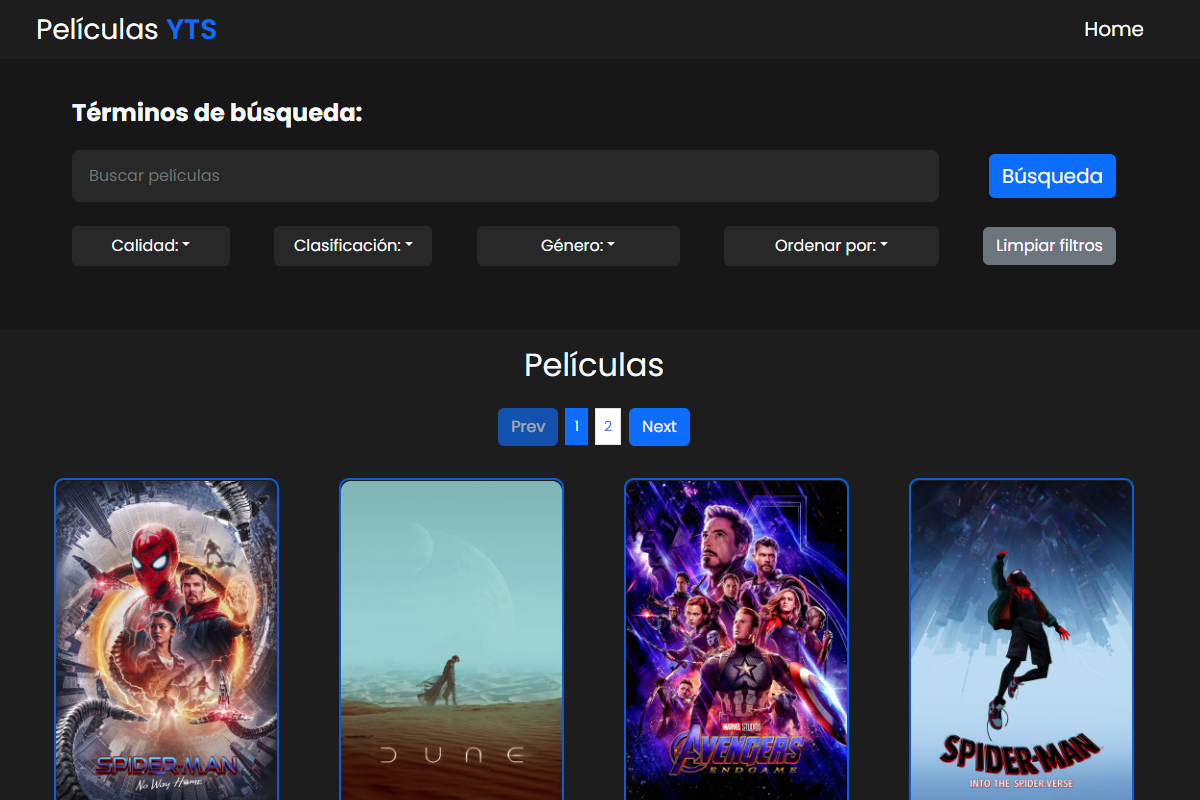 Películas YTS
Home
Términos de búsqueda:
Buscar películas
Búsqueda
Calidad:
Clasificación:
Género:
Ordenar por:
Limpiar filtros
Películas
Prev 1 2 Next
SPIDER-MAN
No Way Home
DUNE
MARVEL STUDIOS
AVENGERS
ENDGAME
SPIDER-MAN
INTO THE SPIDER-VERSE